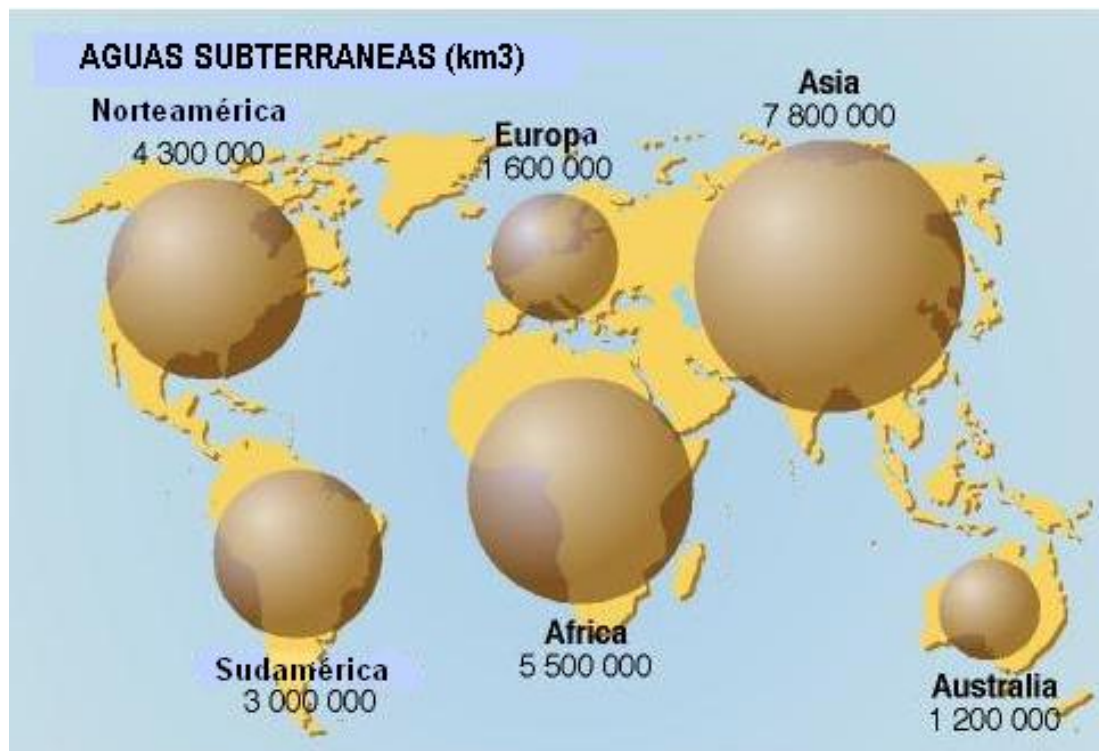 AGUAS SUBTERRANEAS (km3)
Norteamérica
4 300 000
Europa
1 600 000
Asia
7 800 000
Sudamérica
3 000 000
Africa
5 500 000
Australia
1 200 000